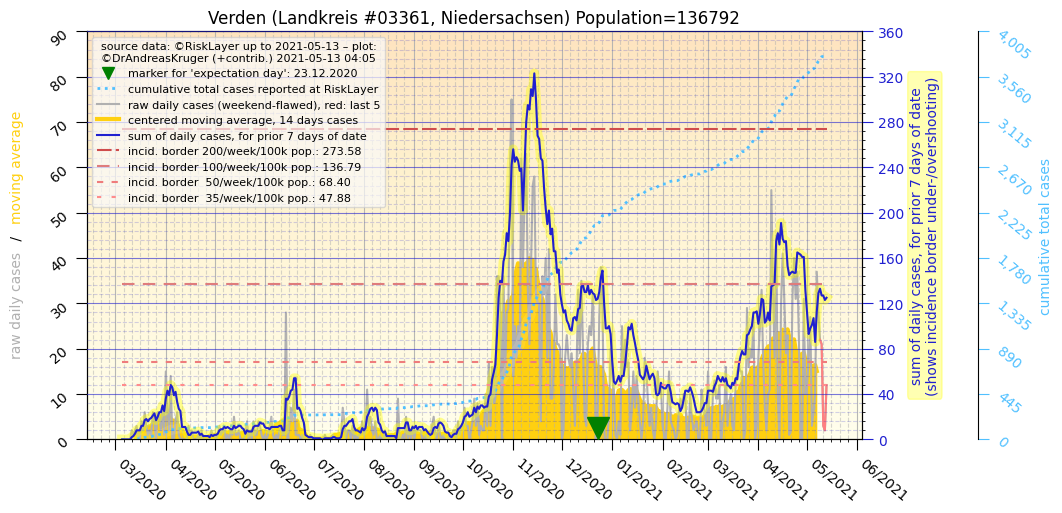 Verden (Landkreis #03361, Niedersachsen) Population=136792
source data: ©RiskLayer up to 2021-05-13 – plot:
©DrAndreasKruger (+contrib.) 2021-05-13 04:05
marker for 'expectation day': 23.12.2020
cumulative total cases reported at RiskLayer
raw daily cases (weekend-flawed), red: last 5
centered moving average, 14 days cases
sum of daily cases, for prior 7 days of date
incid. border 200/week/100k pop.: 273.58
incid. border 100/week/100k pop.: 136.79
incid. border  50/week/100k pop.: 68.40
incid. border  35/week/100k pop.: 47.88
raw daily cases / moving average
90
80
70
60
50
40
30
20
10
0
03/2020
04/2020
05/2020
06/2020
07/2020
08/2020
09/2020
10/2020
11/2020
12/2020
01/2021
02/2021
03/2021
04/2021
05/2021
06/2021
360
320
280
240
200
160
120
80
40
0
sum of daily cases, for prior 7 days of date
(shows incidence border under-/overshooting)
4,005
3,560
3,115
2,670
2,225
1,780
1,335
890
445
0
cumulative total cases